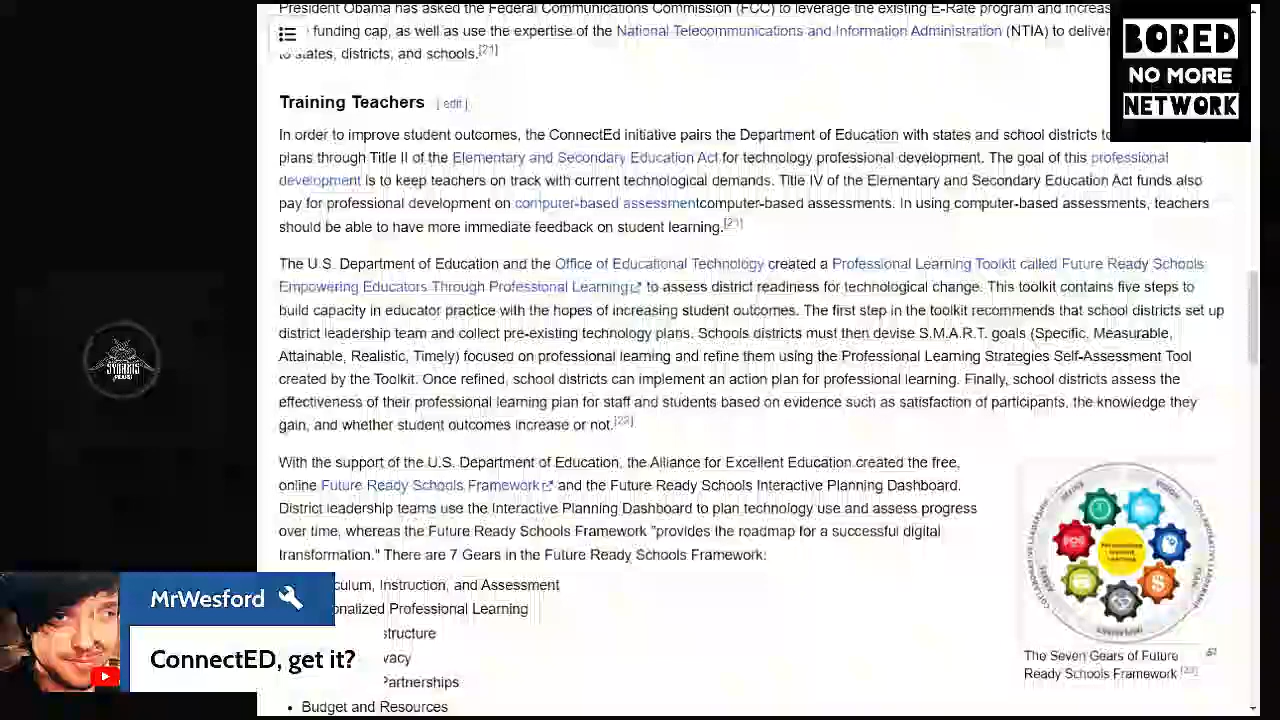 President Obama has asked the Federal Communications Commission (FCC) to leverage the existing E-Rate program and increas
funding cap, as well as use the expertise of the National Telecommunications and Information Administration (NTIA) to deliver
to states, districts, and schools.[21]
Training Teachers [ edit ]
In order to improve student outcomes, the ConnectEd initiative pairs the Department of Education with states and school districts to
plans through Title II of the Elementary and Secondary Education Act for technology professional development. The goal of this professional
development is to keep teachers on track with current technological demands. Title IV of the Elementary and Secondary Education Act funds also
pay for professional development on computer-based assessmentcomputer-based assessments. In using computer-based assessments, teachers
should be able to have more immediate feedback on student learning.[21]
The U.S. Department of Education and the Office of Educational Technology created a Professional Learning Toolkit called Future Ready Schools
Empowering Educators Through Professional Learning to assess district readiness for technological change. This toolkit contains five steps to
build capacity in educator practice with the hopes of increasing student outcomes. The first step in the toolkit recommends that school districts set up
district leadership team and collect pre-existing technology plans. Schools districts must then devise S.M.A.R.T. goals (Specific. Measurable,
Attainable, Realistic, Timely) focused on professional learning and refine them using the Professional Learning Strategies Self-Assessment Tool
created by the Toolkit. Once refined, school districts can implement an action plan for professional learning. Finally, school districts assess the
effectiveness of their professional learning plan for staff and students based on evidence such as satisfaction of participants, the knowledge they
gain, and whether student outcomes increase or not.[22]
With the support of the U.S. Department of Education, the Alliance for Excellent Education created the free,
online Future Ready Schools Framework and the Future Ready Schools Interactive Planning Dashboard.
District leadership teams use the Interactive Planning Dashboard to plan technology use and assess progress
over time, whereas the Future Ready Schools Framework "provides the roadmap for a successful digital
transformation." There are 7 Gears in the Future Ready Schools Framework:
culum, Instruction, and Assessment
onalized Professional Learning
structure
vacy
Partnerships
• Budget and Resources
The Seven Gears of Future
Ready Schools Framework [23]
BORED
NO MORE
NETWORK
MrWesford
ConnectED, get it?